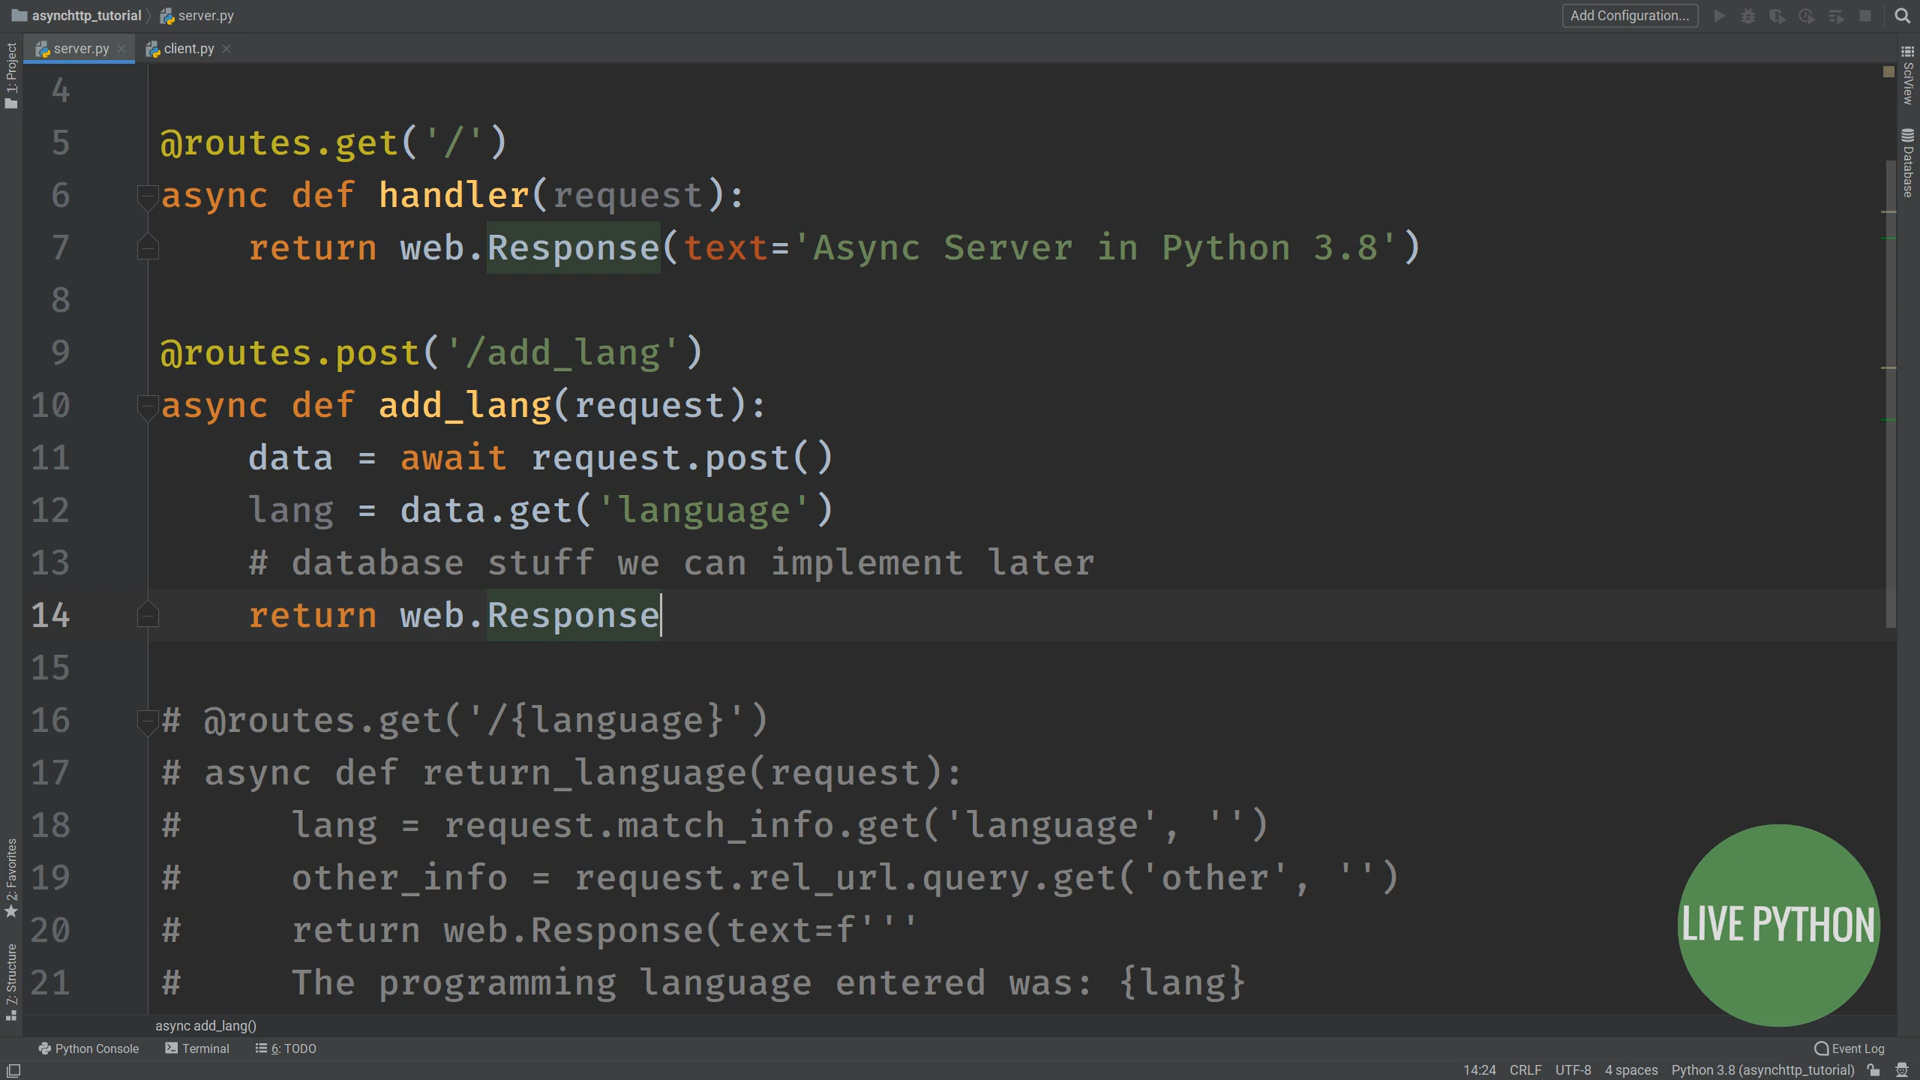 asynchttp_tutorial server.py Add Configuration...
server.py client.py
1: Project
SciView
Database
4
5 @routes.get('/')
6 async def handler(request):
7 return web.Response(text='Async Server in Python 3.8')
8
9 @routes.post('/add_lang')
10 async def add_lang(request):
11 data = await request.post()
12 lang = data.get('language')
13 # database stuff we can implement later
14 return web.Response
15
16 # @routes.get('/{language}')
17 # async def return_language(request):
18 # lang = request.match_info.get('language', '')
19 # other_info = request.rel_url.query.get('other', '')
20 # return web.Response(text=f'''
21 # The programming language entered was: {lang}
2: Favorites
Z: Structure
LIVE PYTHON
async add_lang()
Python Console Terminal 6: TODO Event Log
14:24 CRLF UTF-8 4 spaces Python 3.8 (asynchttp_tutorial)